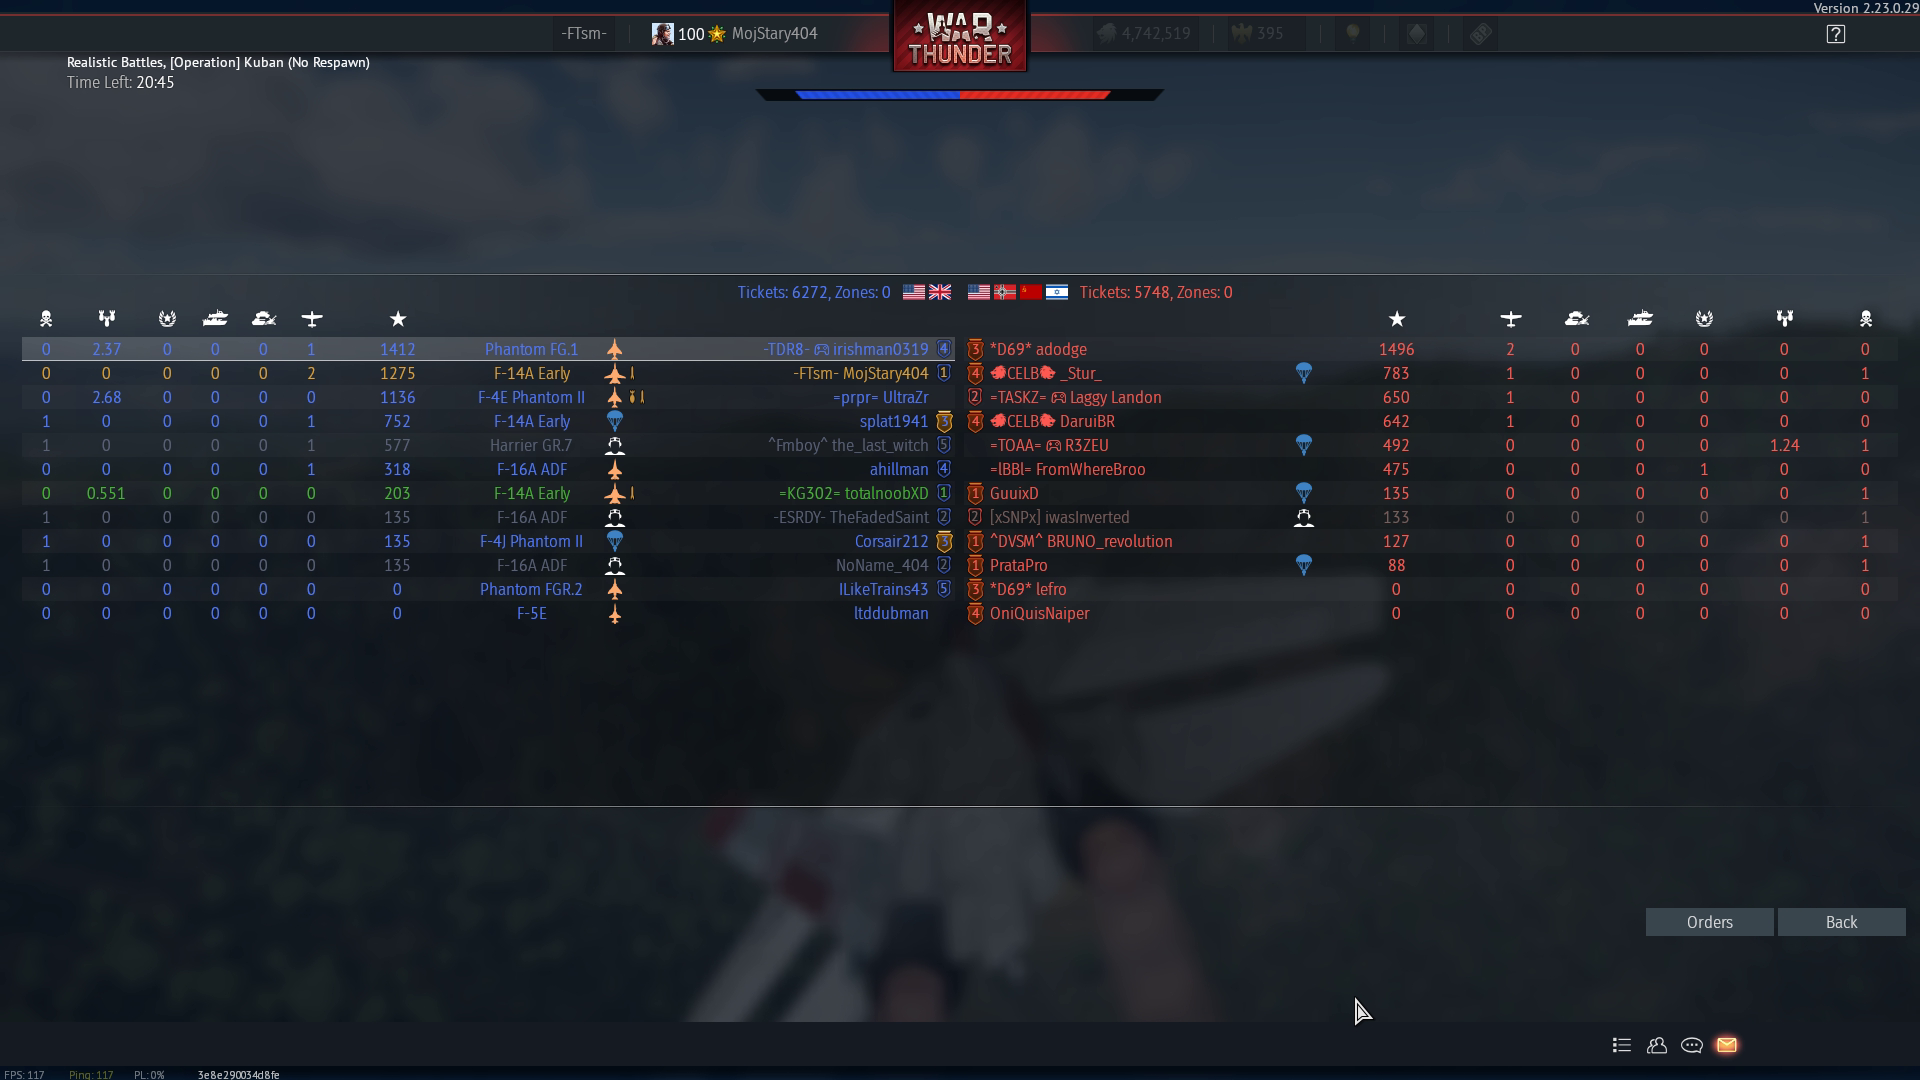 Version 2.23.0.29
-FTsm- 100 MojStary404 WAR THUNDER 4,742,519 395 ?
Realistic Battles, [Operation] Kuban (No Respawn)
Time Left: 20:45
Tickets: 6272, Zones: 0 Tickets: 5748, Zones: 0
0 2.37 0 0 0 1 1412 Phantom FG.1 -TDR8- irishman0319 4 3 *D69* adodge 1496 2 0 0 0 0 0
0 0 0 0 0 2 1275 F-14A Early -FTsm- MojStary404 1 4 CELB _Stur_ 783 1 0 0 0 0 1
0 2.68 0 0 0 0 1136 F-4E Phantom II =prpr= UltraZr 2 =TASKZ= Laggy Landon 650 1 0 0 0 0 0
1 0 0 0 0 1 752 F-14A Early splat1941 3 4 CELB DaruiBR 642 1 0 0 0 0 0
1 0 0 0 0 1 577 Harrier GR.7 ^Fmboy^ the_last_witch 5 =TOAA= R3ZEU 492 0 0 0 0 1.24 1
0 0 0 0 0 1 318 F-16A ADF ahillman 4 =lBBl= FromWhereBroo 475 0 0 0 1 0 0
0 0.551 0 0 0 0 203 F-14A Early =KG302= totalnoobXD 1 1 GuuixD 135 0 0 0 0 0 1
1 0 0 0 0 0 135 F-16A ADF -ESRDY- TheFadedSaint 2 2 [xSNPx] iwasInverted 133 0 0 0 0 0 1
1 0 0 0 0 0 135 F-4J Phantom II Corsair212 3 1 ^DVSM^ BRUNO_revolution 127 0 0 0 0 0 1
1 0 0 0 0 0 135 F-16A ADF NoName_404 2 1 PrataPro 88 0 0 0 0 0 1
0 0 0 0 0 0 0 Phantom FGR.2 ILikeTrains43 5 3 *D69* lefro 0 0 0 0 0 0 0
0 0 0 0 0 0 0 F-5E ltddubman 4 OniQuisNaiper 0 0 0 0 0 0 0
Orders Back
FPS: 117 Ping: 117 PL: 0% 3e8e290034d8fe